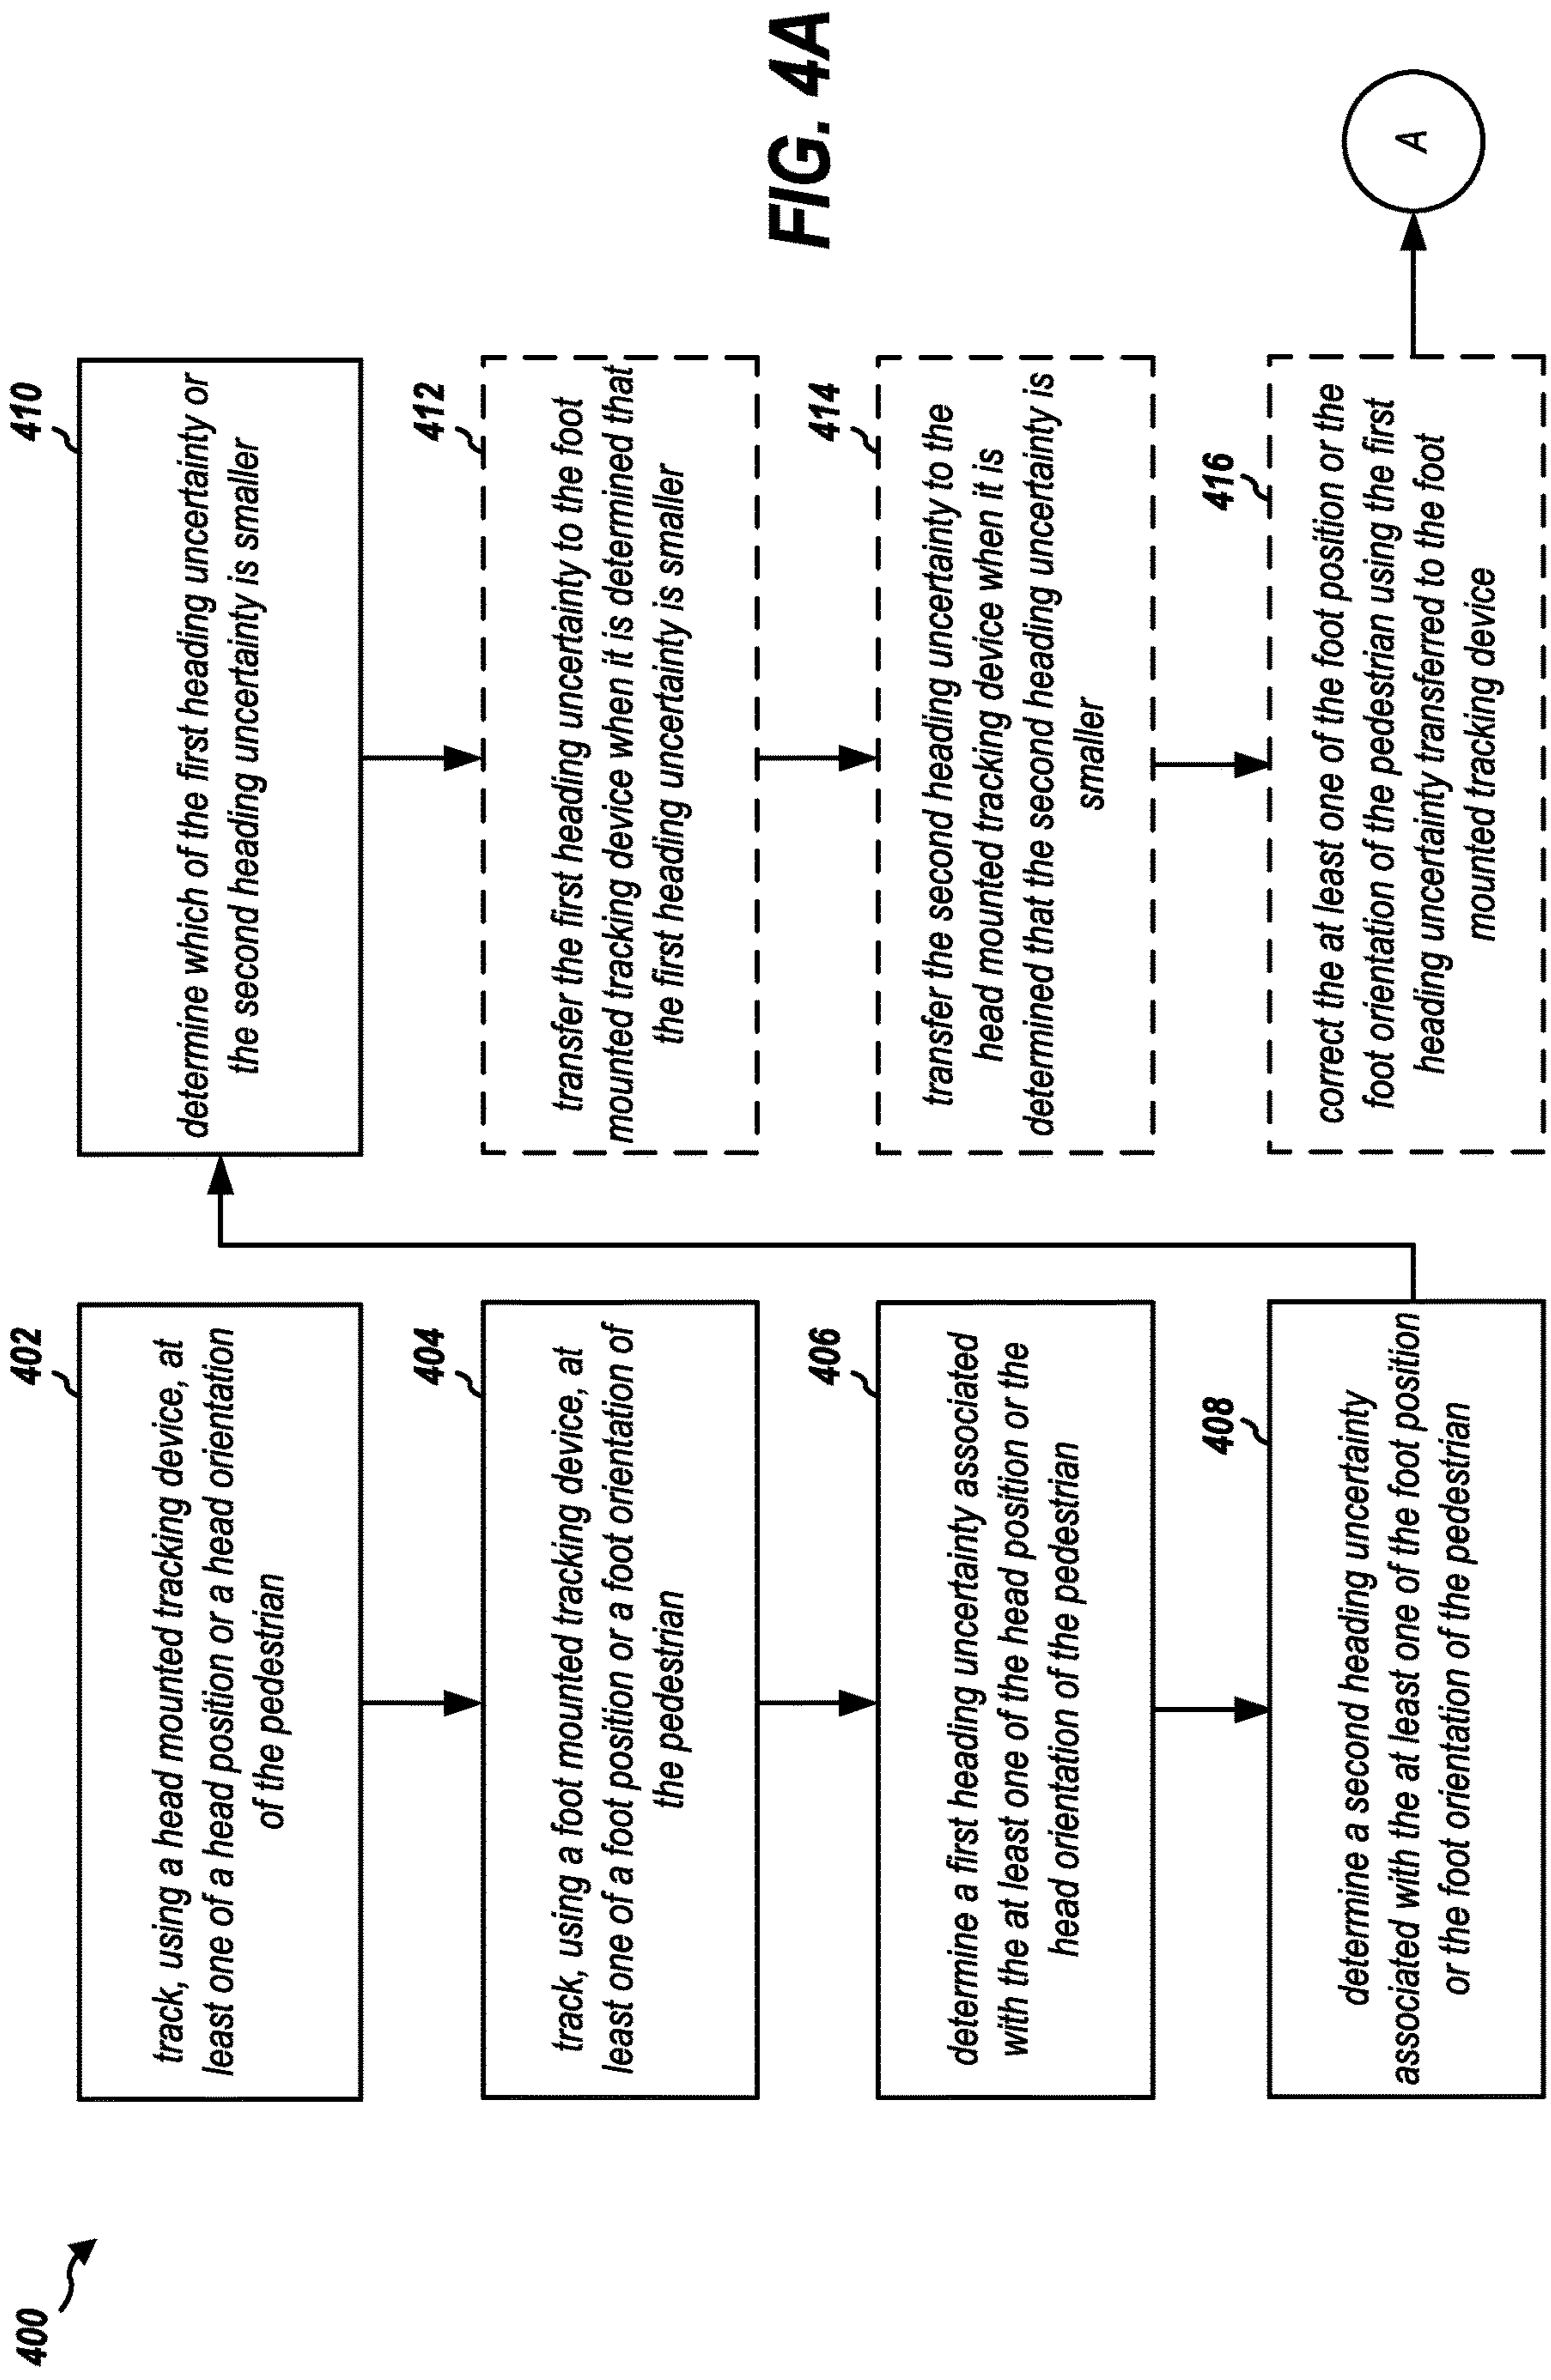 400
402
track, using a head mounted tracking device, at
least one of a head position or a head orientation
of the pedestrian
404
track, using a foot mounted tracking device, at
least one of a foot position or a foot orientation of
the pedestrian
406
determine a first heading uncertainty associated
with the at least one of the head position or the
head orientation of the pedestrian
408
determine a second heading uncertainty
associated with the at least one of the foot position
or the foot orientation of the pedestrian
410
determine which of the first heading uncertainty or
the second heading uncertainty is smaller
412
transfer the first heading uncertainty to the foot
mounted tracking device when it is determined that
the first heading uncertainty is smaller
414
transfer the second heading uncertainty to the
head mounted tracking device when it is
determined that the second heading uncertainty is
smaller
416
correct the at least one of the foot position or the
foot orientation of the pedestrian using the first
heading uncertainty transferred to the foot
mounted tracking device
A
FIG. 4A